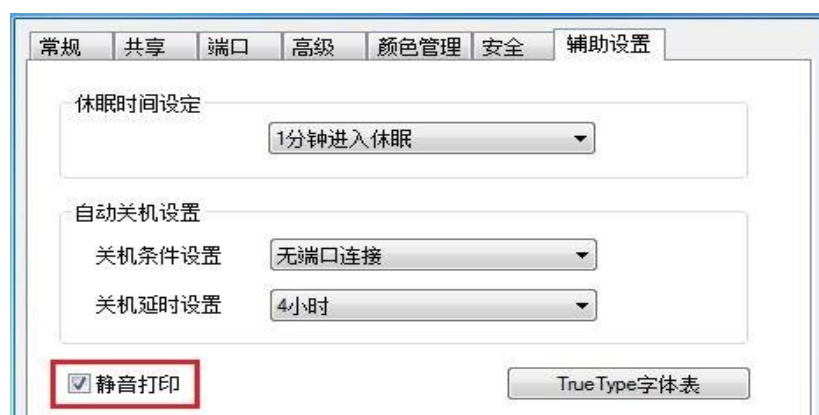 常规 共享 端口 高级 颜色管理 安全 辅助设置
休眠时间设定
1分钟进入休眠
自动关机设置
关机条件设置 无端口连接
关机延时设置 4小时
静音打印 TrueType字体表